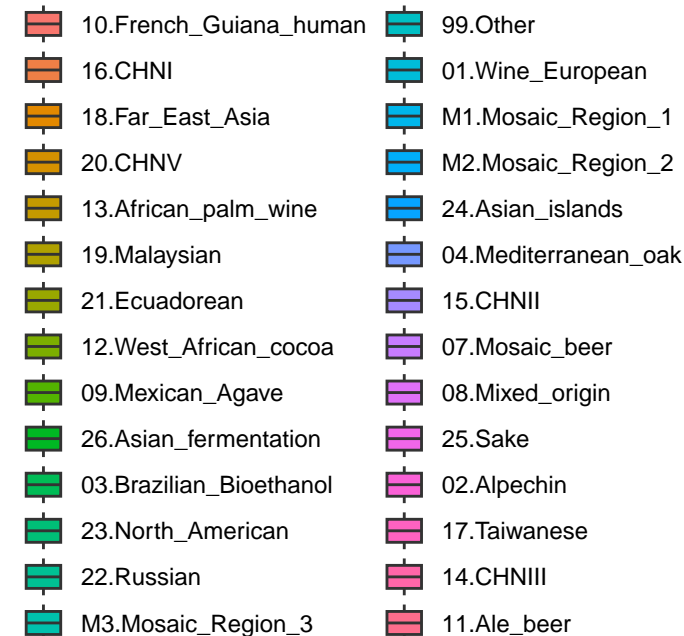 10.French_Guiana_human
16.CHNI
18.Far_East_Asia
20.CHNV
13.African_palm_wine
19.Malaysian
21.Ecuadorean
12.West_African_cocoa
09.Mexican_Agave
26.Asian_fermentation
03.Brazilian_Bioethanol
23.North_American
22.Russian
M3.Mosaic_Region_3
99.Other
01.Wine_European
M1.Mosaic_Region_1
M2.Mosaic_Region_2
24.Asian_islands
04.Mediterranean_oak
15.CHNII
07.Mosaic_beer
08.Mixed_origin
25.Sake
02.Alpechin
17.Taiwanese
14.CHNIII
11.Ale_beer